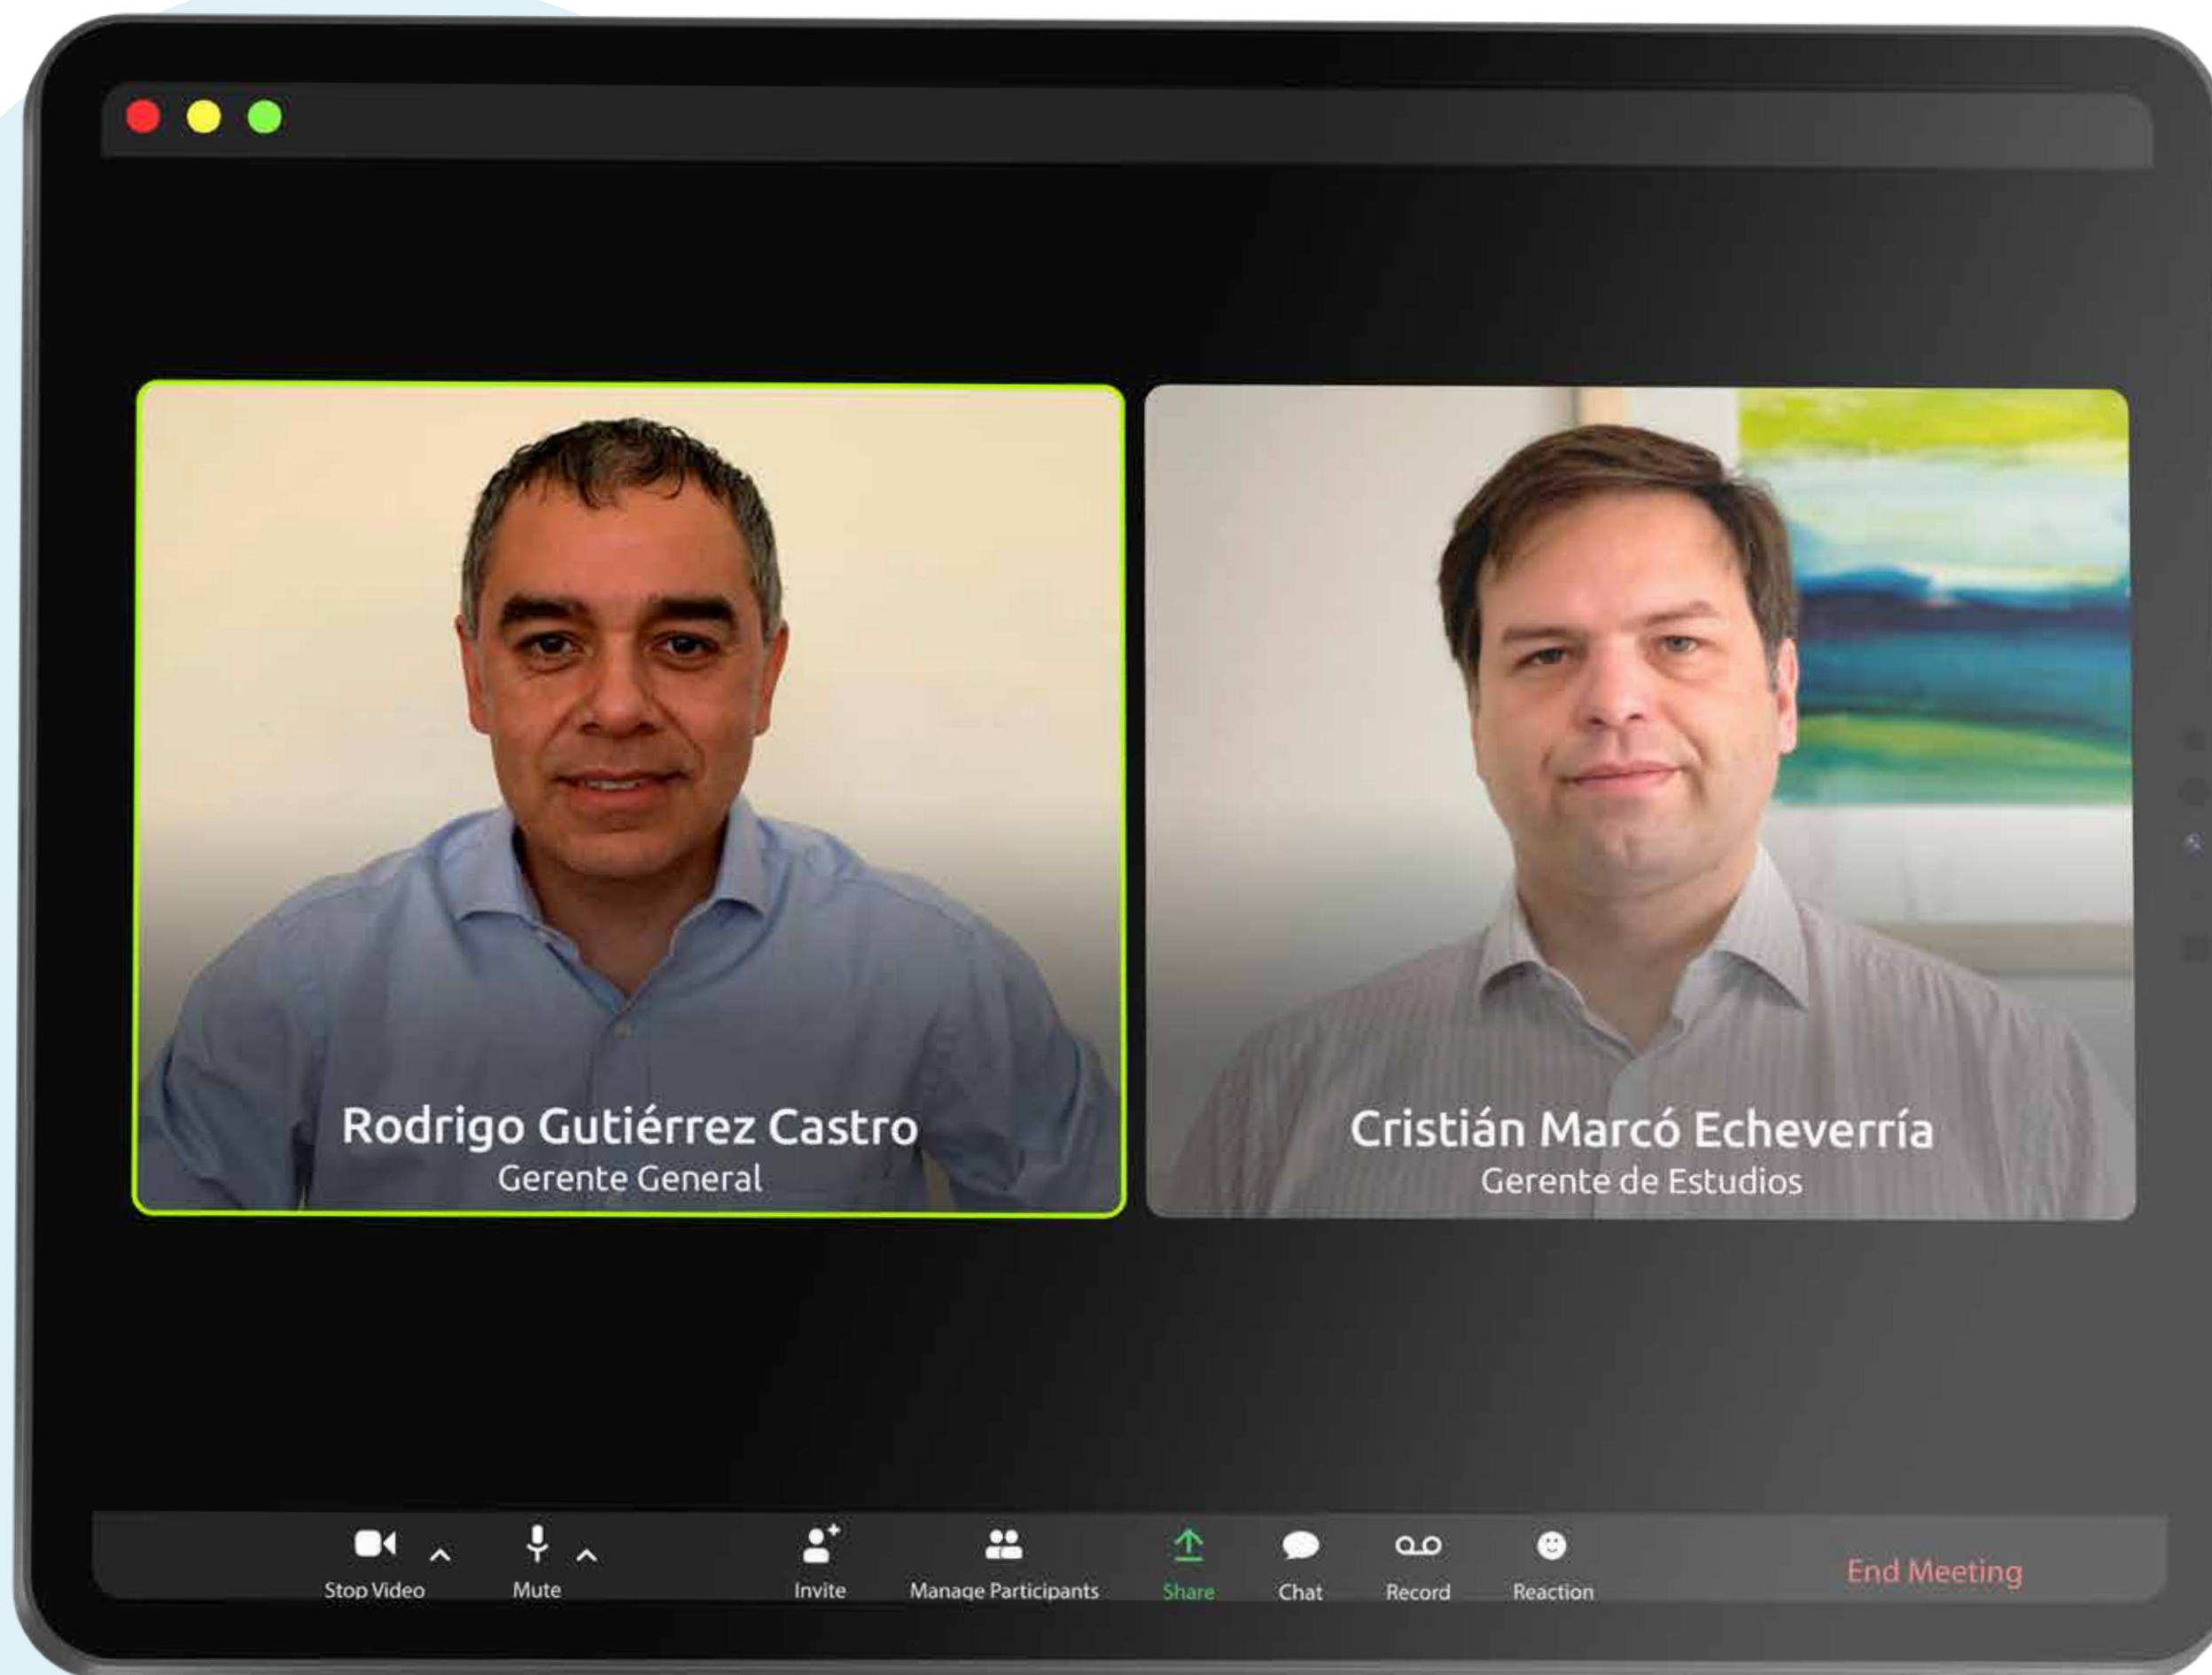 Rodrigo Gutiérrez Castro
Gerente General
Cristián Marcó Echeverría
Gerente de Estudios
Stop Video
Mute
Invite
Manage Participants
Share
Chat
Record
Reaction
End Meeting